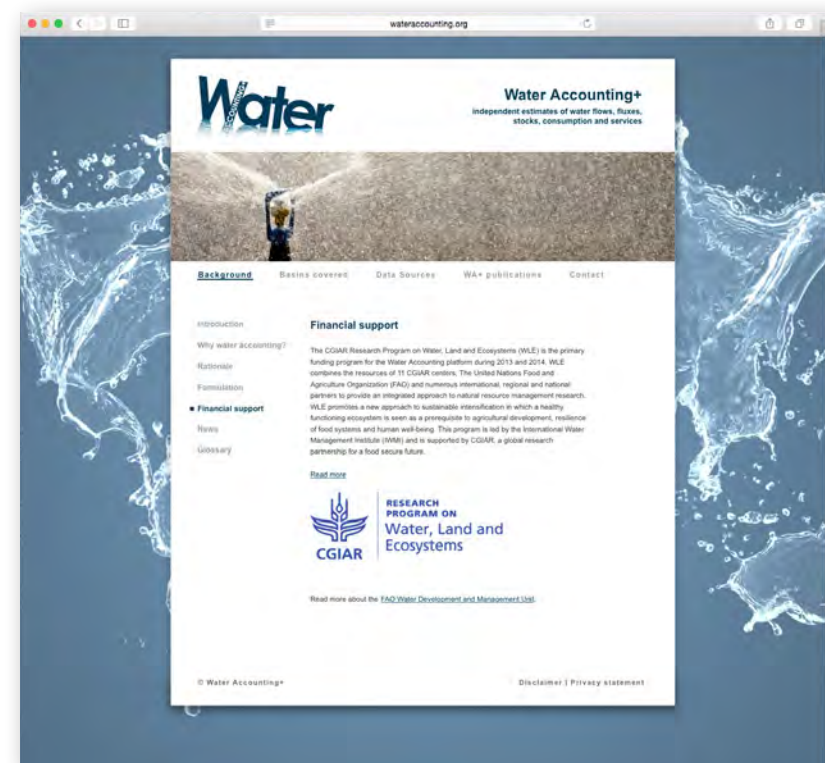 wateraccounting.org
Water
ACCOUNTING+
Water Accounting+
independent estimates of water flows, fluxes,
stocks, consumption and services
Background Basins covered Data Sources WA+ publications Contact
Introduction
Why water accounting?
Rationale
Formulation
Financial support
News
Glossary
Financial support
The CGIAR Research Program on Water, Land and Ecosystems (WLE) is the primary
funding program for the Water Accounting platform during 2013 and 2014. WLE
combines the resources of 11 CGIAR centers, The United Nations Food and
Agriculture Organization (FAO) and numerous international, regional and national
partners to provide an integrated approach to natural resource management research.
WLE promotes a new approach to sustainable intensification in which a healthy
functioning ecosystem is seen as a prerequisite to agricultural development, resilience
of food systems and human well-being. This program is led by the International Water
Management Institute (IWMI) and is supported by CGIAR, a global research
partnership for a food secure future.
Read more
CGIAR
RESEARCH
PROGRAM ON
Water, Land and
Ecosystems
Read more about the FAO Water Development and Management Unit.
© Water Accounting+ Disclaimer | Privacy statement